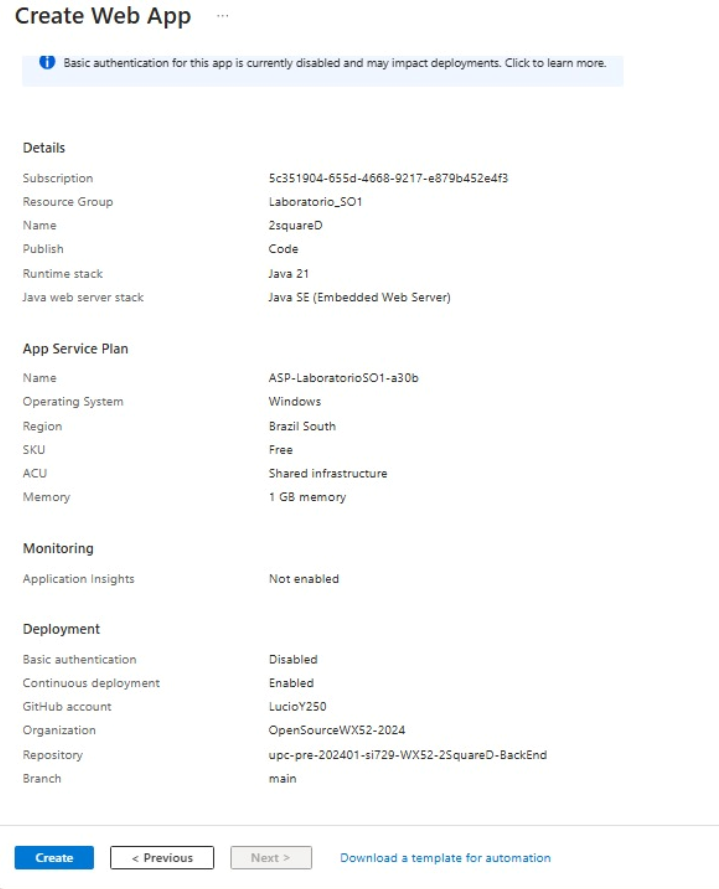 Create Web App ...
Basic authentication for this app is currently disabled and may impact deployments. Click to learn more.
Details
Subscription 5c351904-655d-4668-9217-e879b452e4f3
Resource Group Laboratorio_SO1
Name 2squareD
Publish Code
Runtime stack Java 21
Java web server stack Java SE (Embedded Web Server)
App Service Plan
Name ASP-LaboratorioSO1-a30b
Operating System Windows
Region Brazil South
SKU Free
ACU Shared infrastructure
Memory 1 GB memory
Monitoring
Application Insights Not enabled
Deployment
Basic authentication Disabled
Continuous deployment Enabled
GitHub account LucioY250
Organization OpenSourceWX52-2024
Repository upc-pre-202401-si729-WX52-2SquareD-BackEnd
Branch main
Create < Previous Next > Download a template for automation